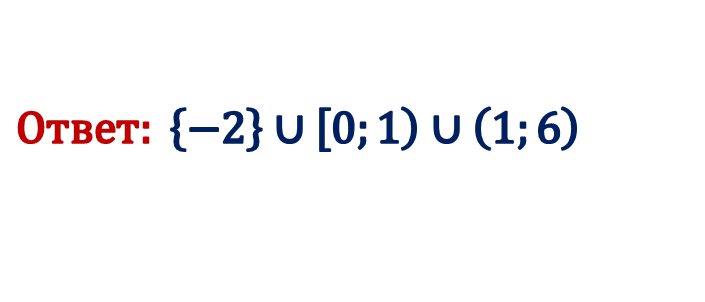 Ответ: {−2} ∪ [0; 1) ∪ (1; 6)